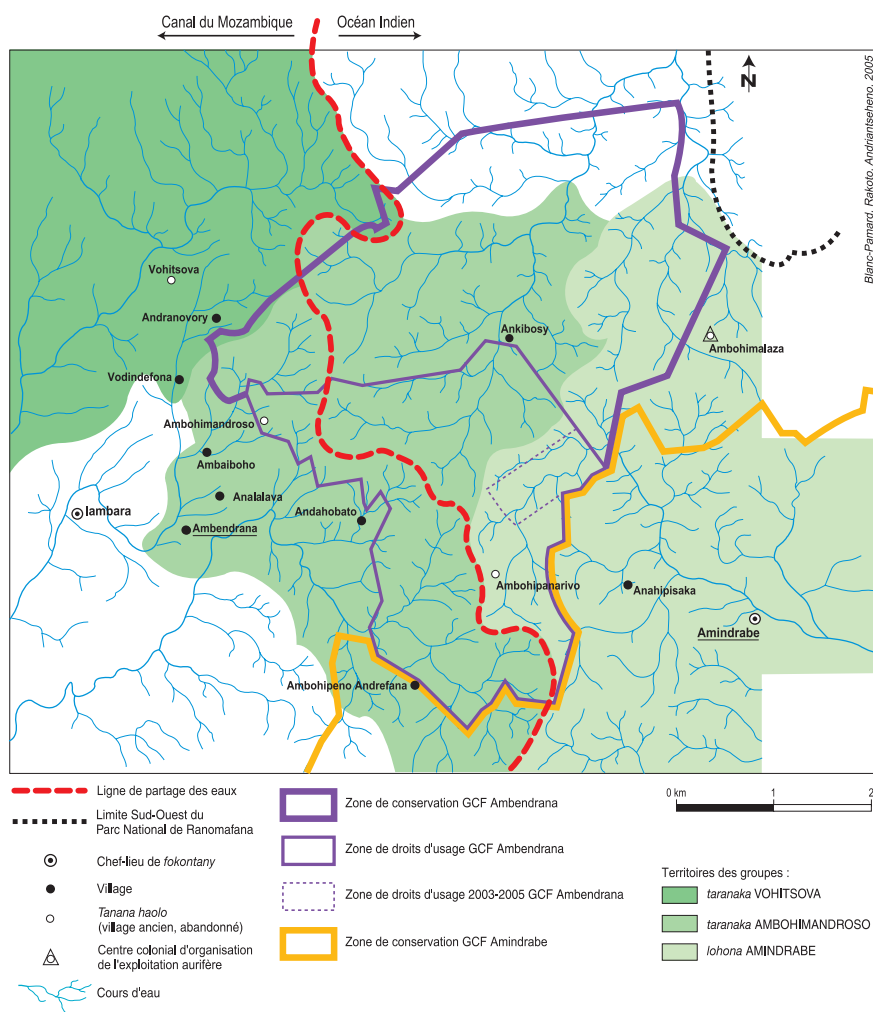 Canal du Mozambique
Océan Indien
N
Blanc-Pamard, Rakoto, Andriantseheno, 2005
Vohitsova
Andranovory
Ankibosy
Ambohimalaza
Vodindefona
Ambohimandroso
Ambaiboho
Analalava
Iambara
Andahobato
Ambendrana
Ambohipanarivo
Anahipisaka
Amindrabe
Ambohipeno Andrefana
Ligne de partage des eaux
Limite Sud-Ouest du
Parc National de Ranomafana
Chef-lieu de fokontany
Village
Tanana haolo
(village ancien, abandonné)
Centre colonial d'organisation
de l'exploitation aurifère
Cours d'eau
Zone de conservation GCF Ambendrana
Zone de droits d'usage GCF Ambendrana
Zone de droits d'usage 2003-2005 GCF Ambendrana
Zone de conservation GCF Amindrabe
0 km 1 2
Territoires des groupes :
taranaka VOHITSOVA
taranaka AMBOHIMANDROSO
lohona AMINDRABE